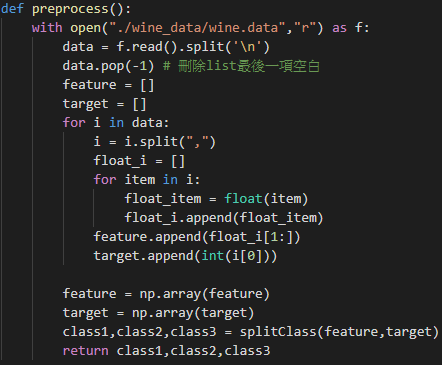 def preprocess():
    with open("./wine_data/wine.data","r") as f:
        data = f.read().split('\n')
        data.pop(-1) # 刪除list最後一項空白
        feature = []
        target = []
        for i in data:
            i = i.split(",")
            float_i = []
            for item in i:
                float_item = float(item)
                float_i.append(float_item)
            feature.append(float_i[1:])
            target.append(int(i[0]))

        feature = np.array(feature)
        target = np.array(target)
        class1,class2,class3 = splitClass(feature,target)
        return class1,class2,class3